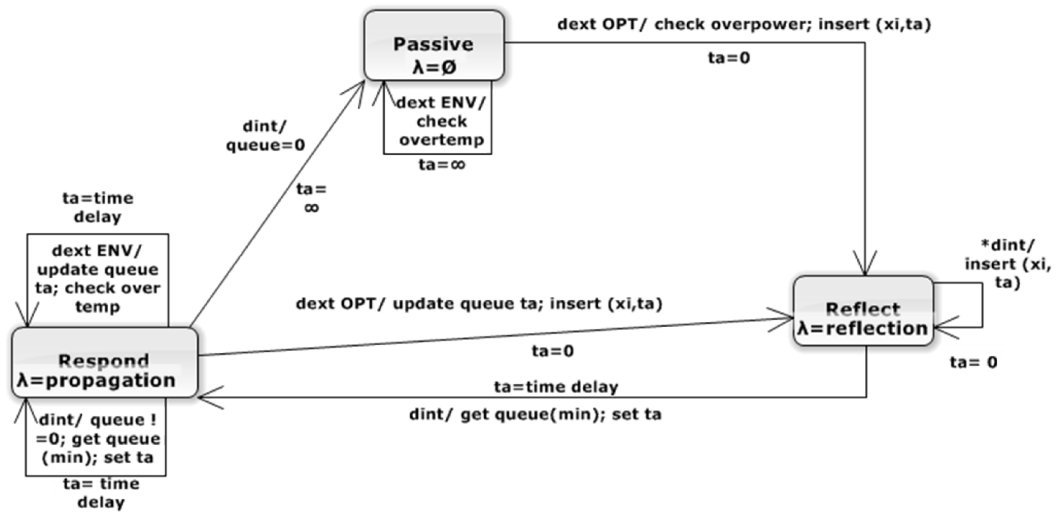 dext OPT/ check overpower; insert (xi,ta)
ta=0
Passive
λ=Ø
dext ENV/
check
overtemp
ta=∞
dint/
queue=0
ta=
∞
ta=time
delay
dext ENV/
update queue
ta; check over
temp
*dint/
insert (xi,
ta)
dext OPT/ update queue ta; insert (xi,ta)
ta=0
Reflect
λ=reflection
ta= 0
Respond
λ=propagation
ta=time delay
dint/ get queue(min); set ta
dint/ queue !
=0; get queue
(min); set ta
ta= time
delay